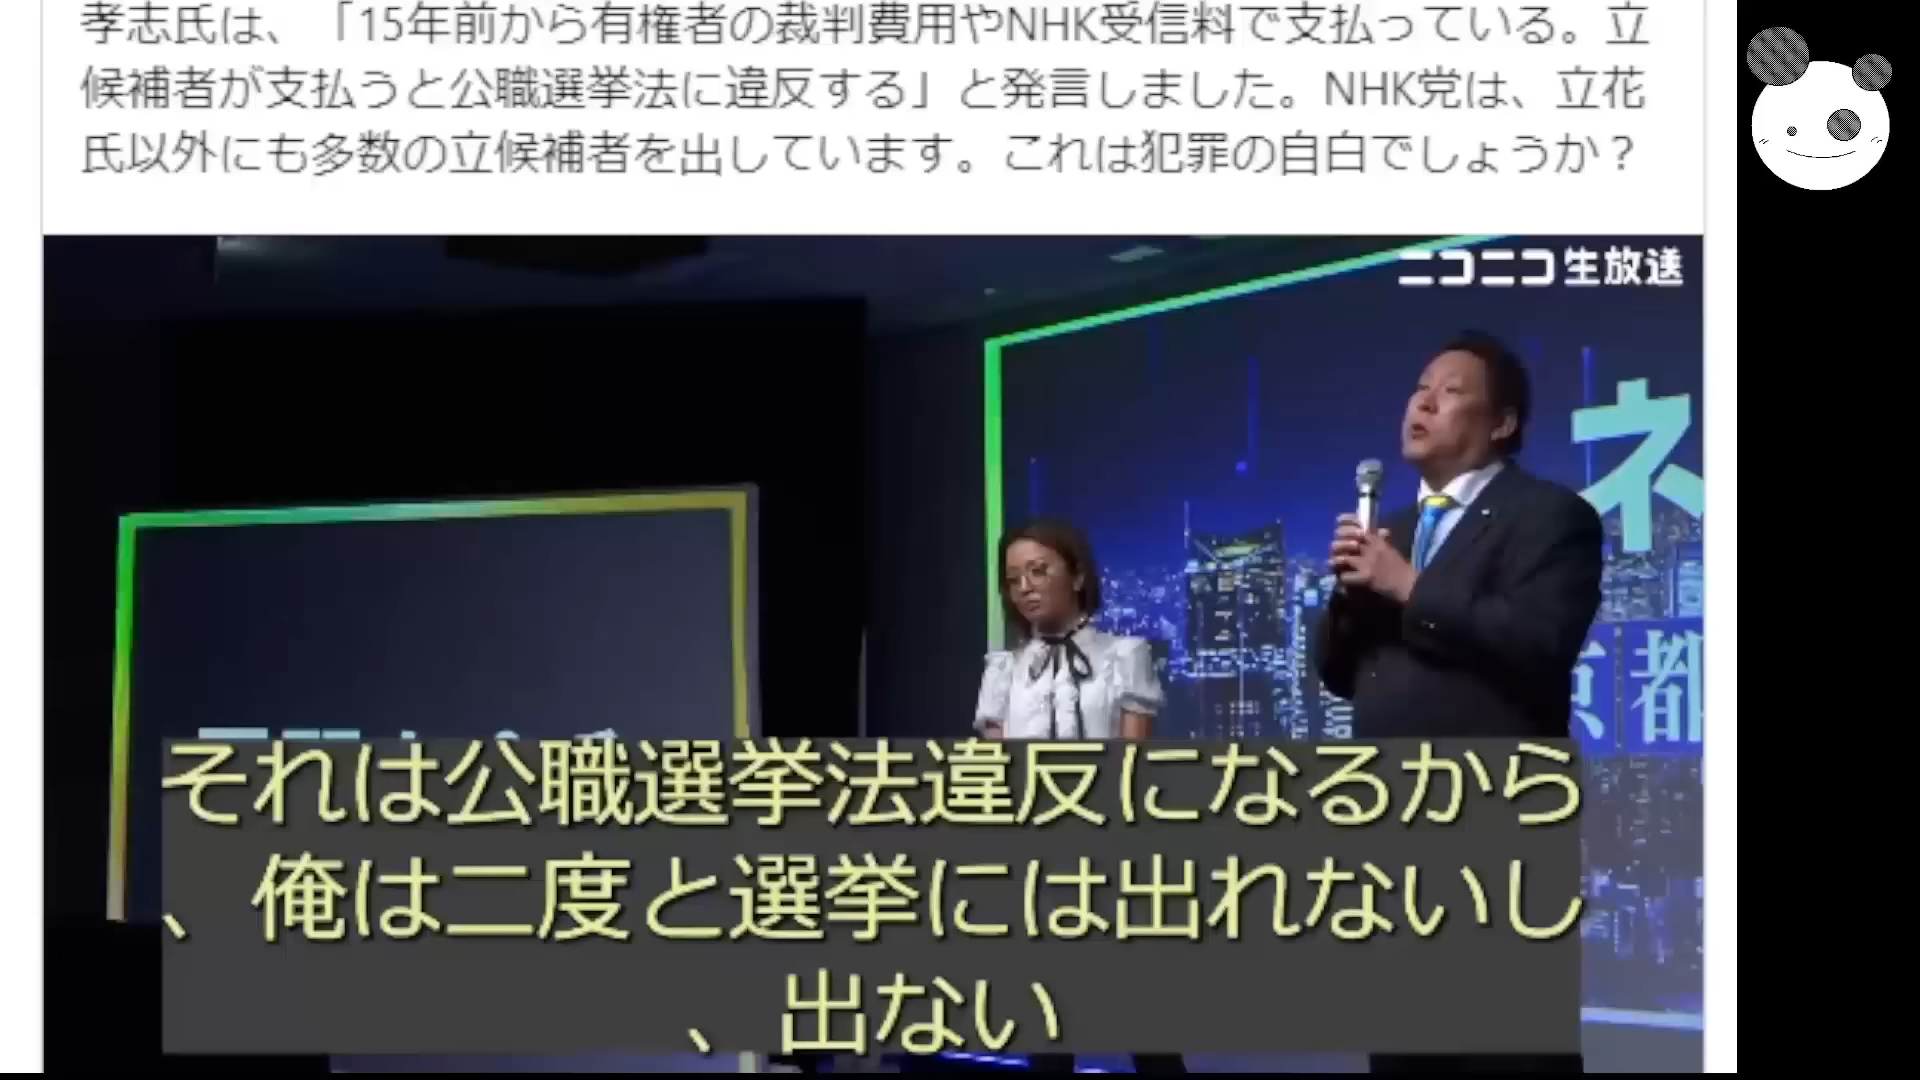 孝志氏は、「15年前から有権者の裁判費用やNHK受信料で支払っている。立
候補者が支払うと公職選挙法に違反する」と発言しました。NHK党は、立花
氏以外にも多数の立候補者を出しています。これは犯罪の自白でしょうか？
ニコニコ生放送
ネ
京都
それは公職選挙法違反になるから
、俺は二度と選挙には出れないし
、出ない